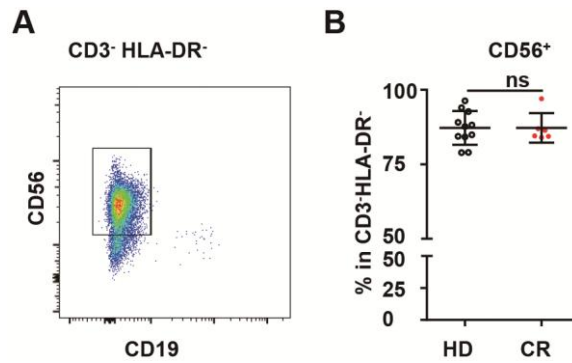 A
CD3⁻ HLA-DR⁻
CD56
CD19
B
CD56⁺
ns
% in CD3⁻HLA-DR⁻
100
75
50
50
25
0
HD
CR